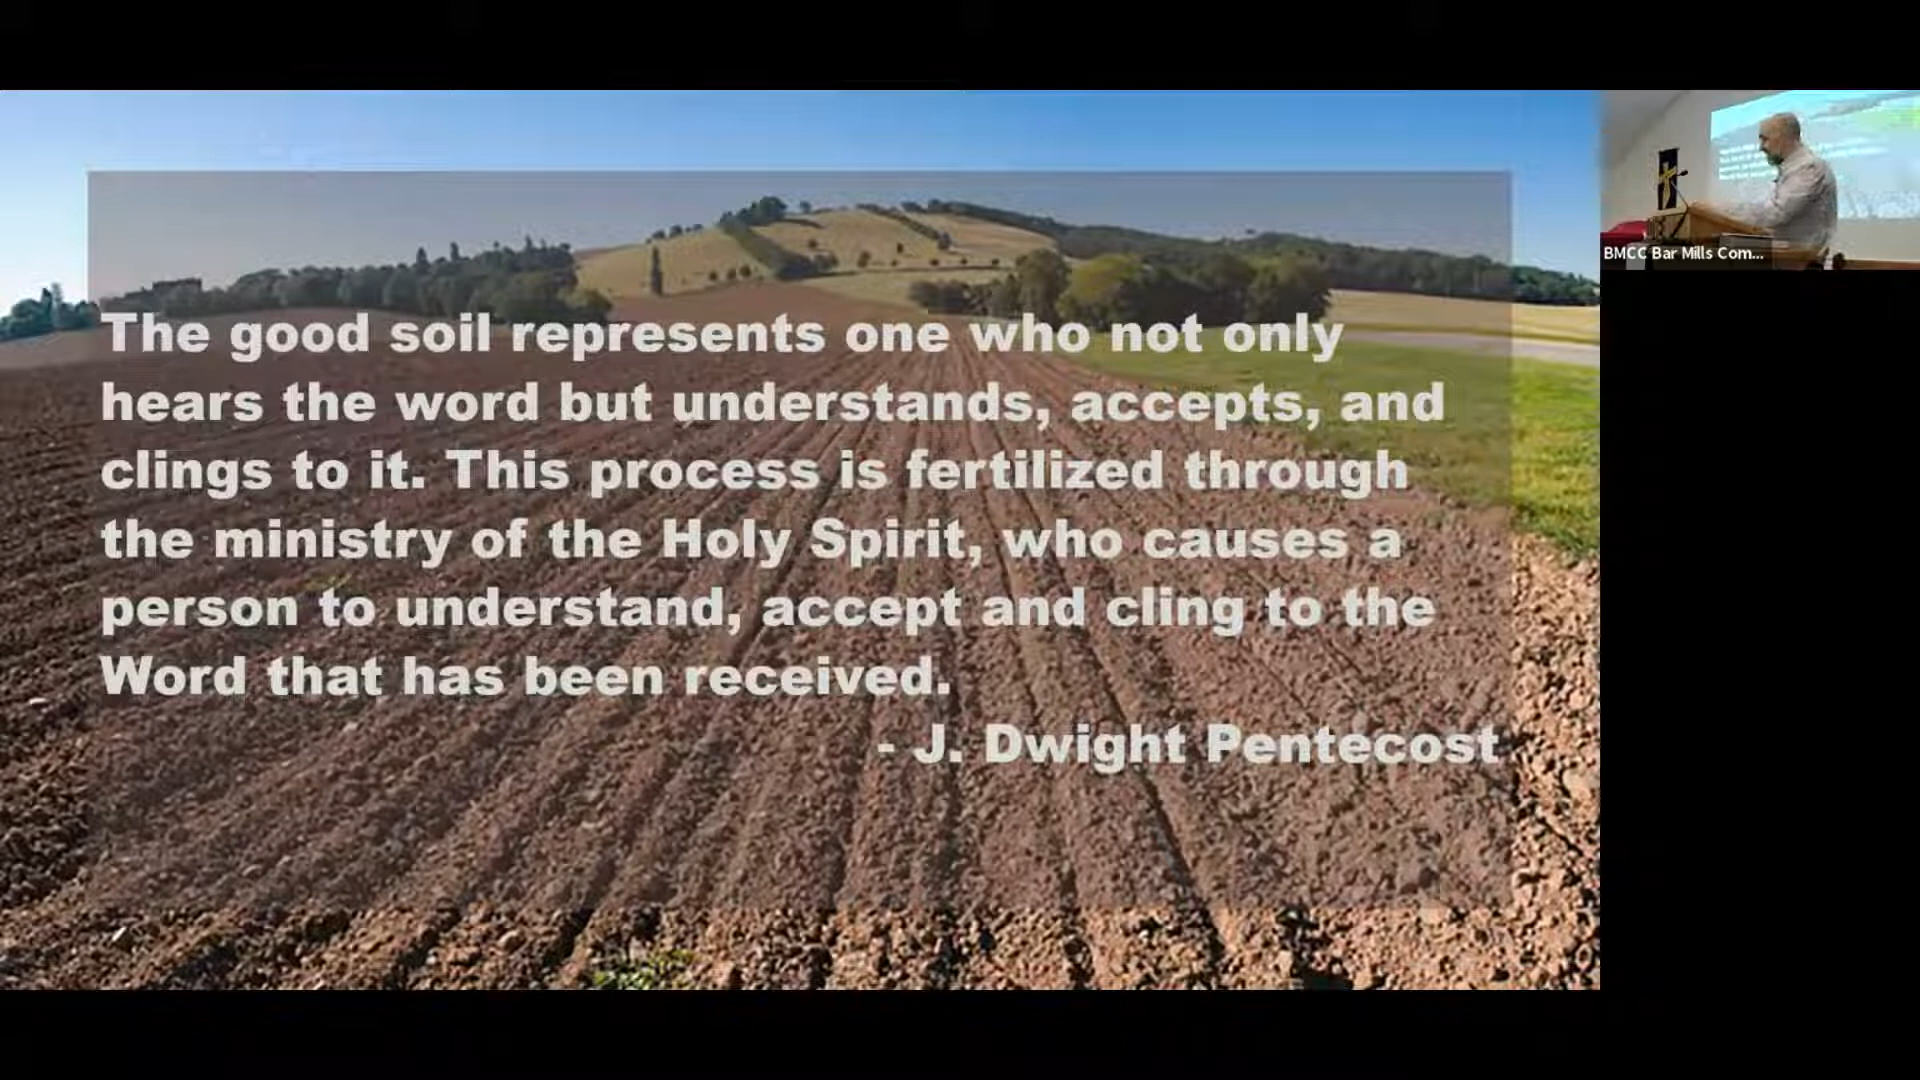 The good soil represents one who not only
hears the word but understands, accepts, and
clings to it. This process is fertilized through
the ministry of the Holy Spirit, who causes a
person to understand, accept and cling to the
Word that has been received.
- J. Dwight Pentecost
BMCC Bar Mills Com...